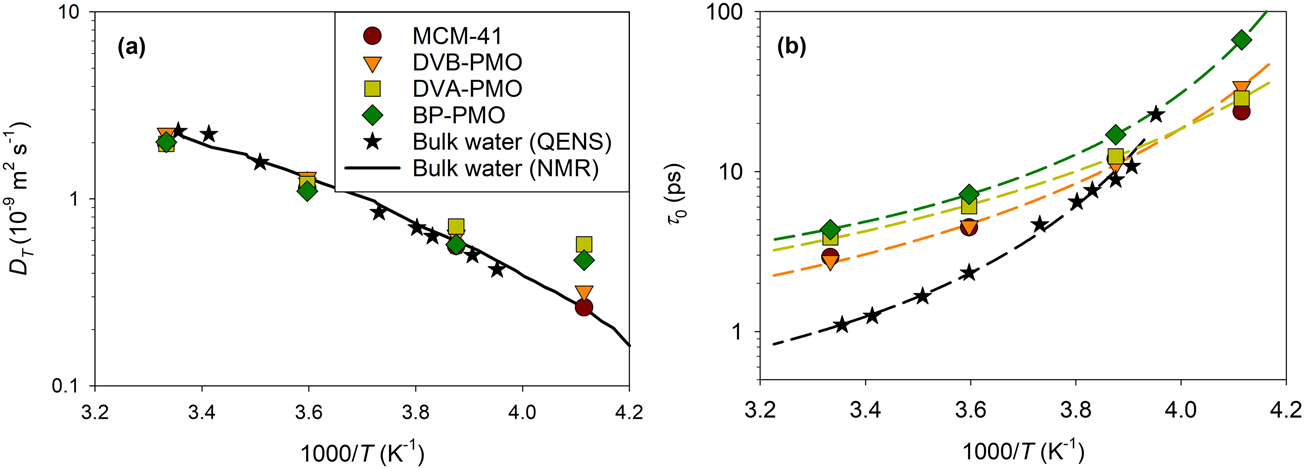 (a)
MCM-41
DVB-PMO
DVA-PMO
BP-PMO
Bulk water (QENS)
Bulk water (NMR)
D_T (10⁻⁹ m² s⁻¹)
10
1
0.1
3.2 3.4 3.6 3.8 4.0 4.2
1000/T (K⁻¹)
(b)
τ₀ (ps)
100
10
1
3.2 3.4 3.6 3.8 4.0 4.2
1000/T (K⁻¹)